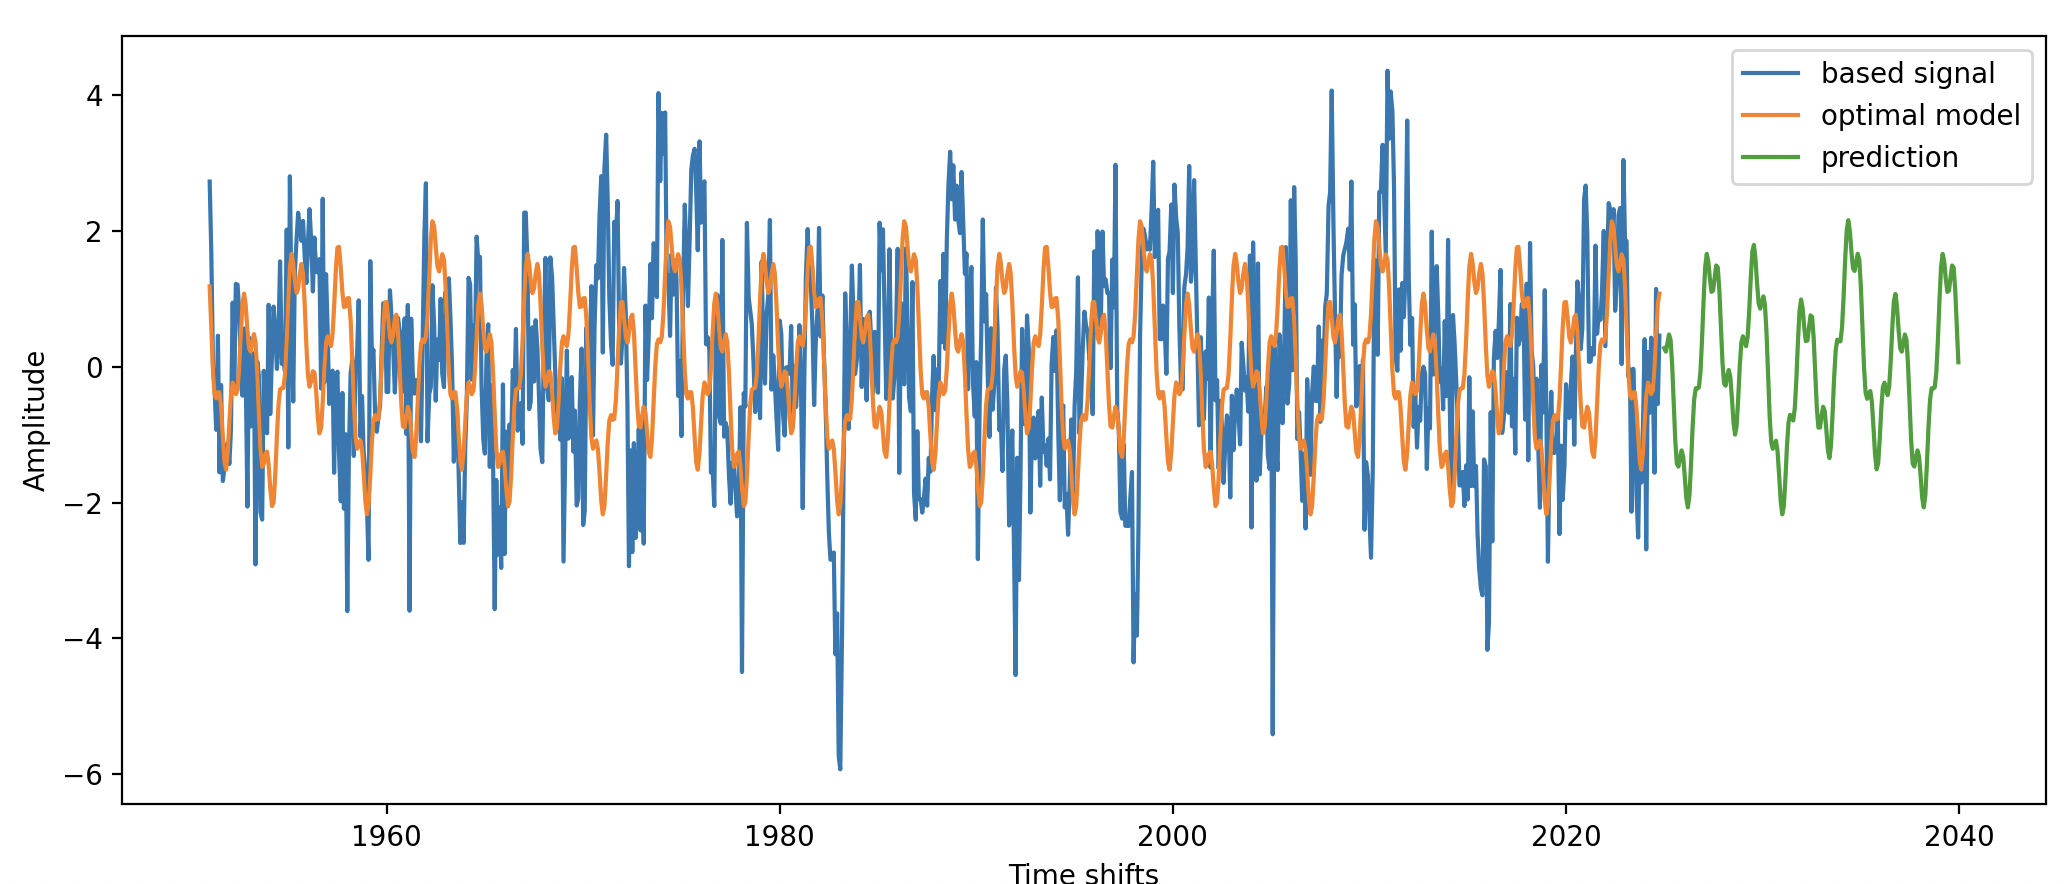 based signal
optimal model
prediction
Amplitude
4
2
0
−2
−4
−6
1960
1980
2000
2020
2040
Time shifts